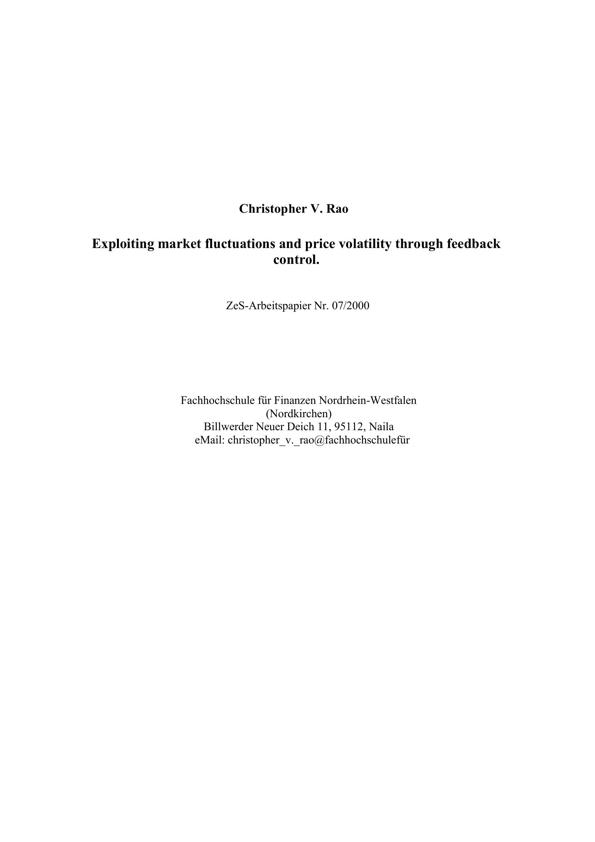 Christopher V. Rao
Exploiting market fluctuations and price volatility through feedback
control.
ZeS-Arbeitspapier Nr. 07/2000
Fachhochschule für Finanzen Nordrhein-Westfalen
(Nordkirchen)
Billwerder Neuer Deich 11, 95112, Naila
eMail: christopher_v._rao@fachhochschulefür